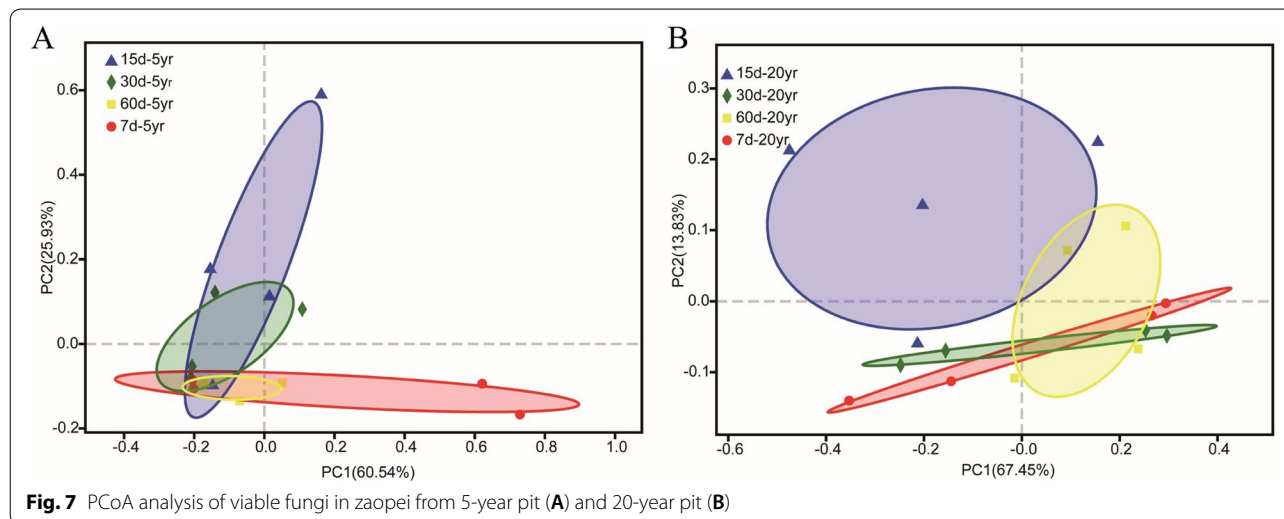 A
15d-5yr
30d-5yr
60d-5yr
7d-5yr
0.6
0.4
0.2
0.0
-0.2
PC2(25.93%)
-0.4 -0.2 0.0 0.2 0.4 0.6 0.8 1.0
PC1(60.54%)
B
15d-20yr
30d-20yr
60d-20yr
7d-20yr
0.3
0.2
0.1
0.0
-0.1
PC2(13.83%)
-0.6 -0.4 -0.2 -0.0 0.2 0.4
PC1(67.45%)
Fig. 7 PCoA analysis of viable fungi in zaopei from 5-year pit (A) and 20-year pit (B)